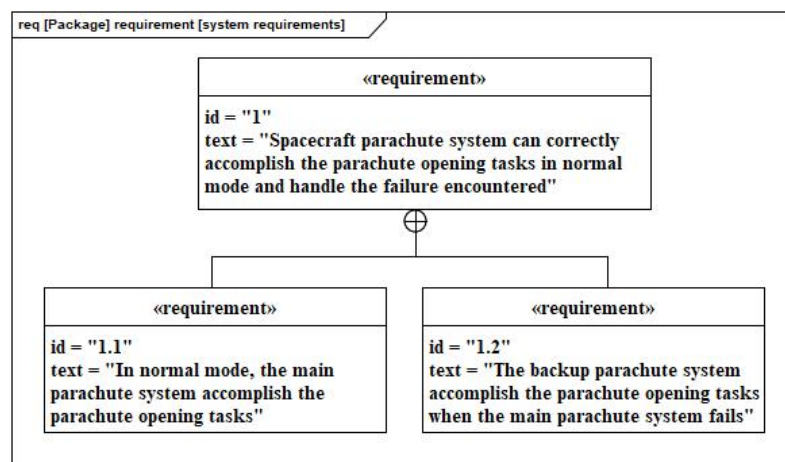 req [Package] requirement [system requirements]
«requirement»
id = "1"
text = "Spacecraft parachute system can correctly
accomplish the parachute opening tasks in normal
mode and handle the failure encountered"
«requirement»
id = "1.1"
text = "In normal mode, the main
parachute system accomplish the
parachute opening tasks"
«requirement»
id = "1.2"
text = "The backup parachute system
accomplish the parachute opening tasks
when the main parachute system fails"